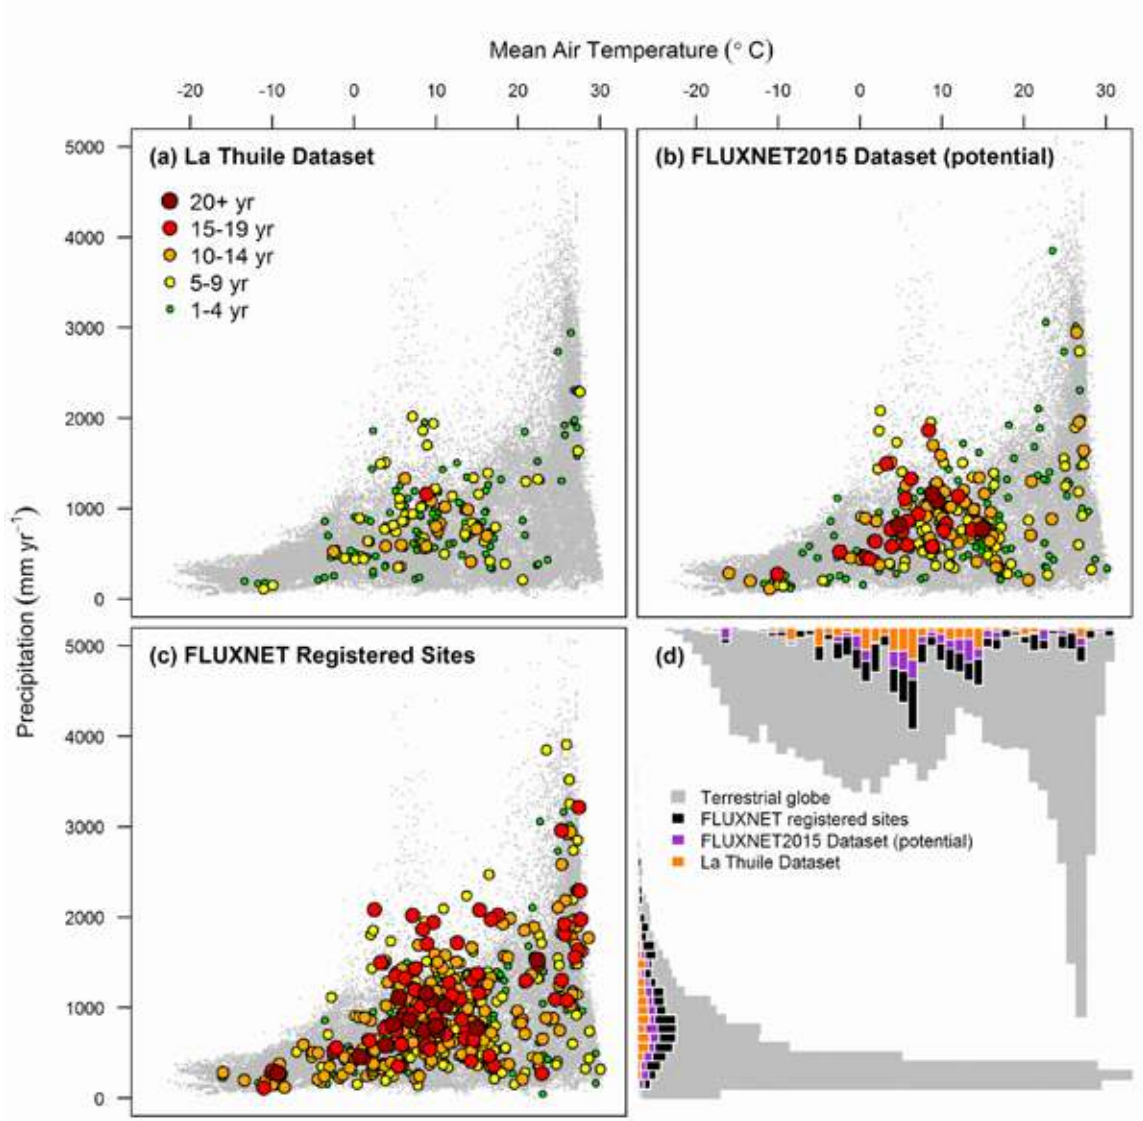 Mean Air Temperature (° C)
-20 -10 0 10 20 30 -20 -10 0 10 20 30
(a) La Thuile Dataset
20+ yr
15-19 yr
10-14 yr
5-9 yr
1-4 yr
(b) FLUXNET2015 Dataset (potential)
5000
4000
3000
2000
1000
0
Precipitation (mm yr⁻¹)
(c) FLUXNET Registered Sites
5000
4000
3000
2000
1000
0
(d)
Terrestrial globe
FLUXNET registered sites
FLUXNET2015 Dataset (potential)
La Thuile Dataset